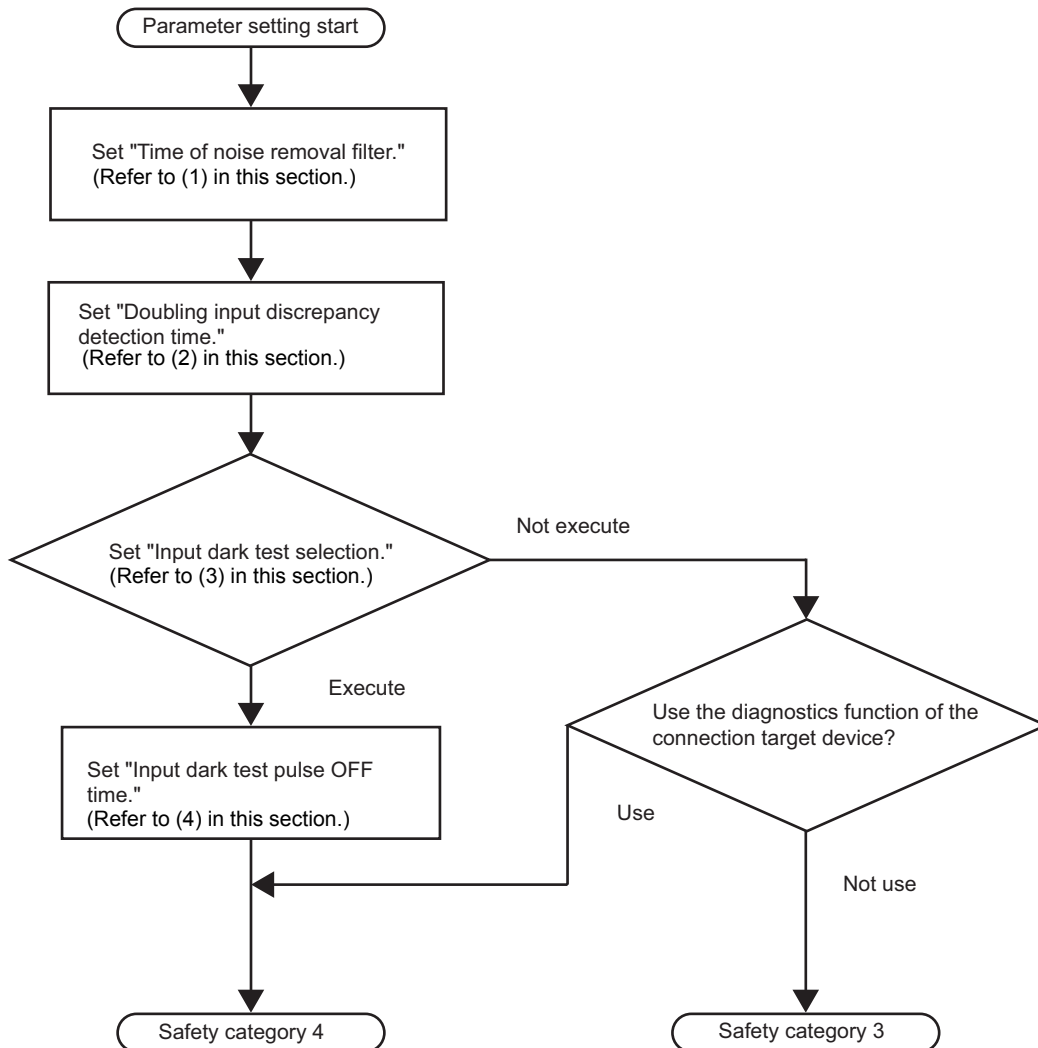 Parameter setting start
Set "Time of noise removal filter."
(Refer to (1) in this section.)
Set "Doubling input discrepancy
detection time."
(Refer to (2) in this section.)
Not execute
Set "Input dark test selection."
(Refer to (3) in this section.)
Execute
Use the diagnostics function of the
connection target device?
Set "Input dark test pulse OFF
time."
(Refer to (4) in this section.)
Use
Not use
Safety category 4
Safety category 3